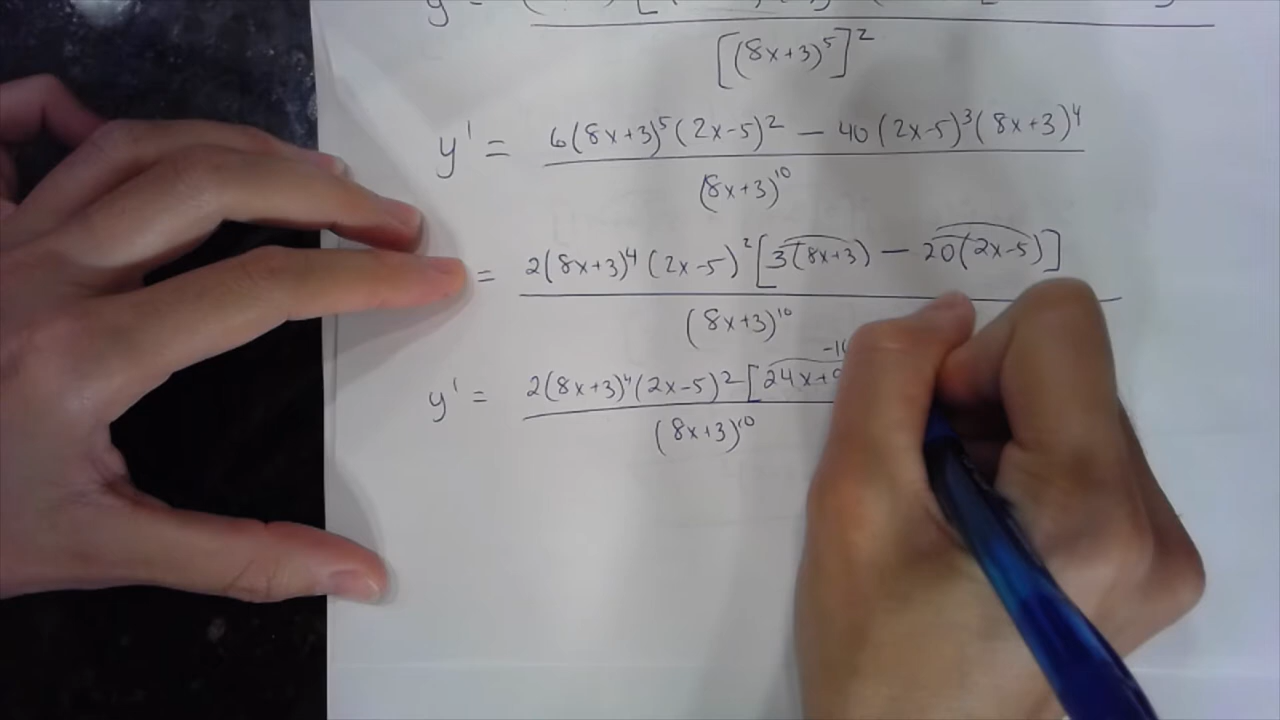 y =
[(8x+3)^5]^2
y' = 6(8x+3)^5(2x-5)^2 - 40(2x-5)^3(8x+3)^4
(8x+3)^10
= 2(8x+3)^4(2x-5)^2[3(8x+3) - 20(2x-5)]
(8x+3)^10
-16
y' = 2(8x+3)^4(2x-5)^2[24x+9
(8x+3)^10